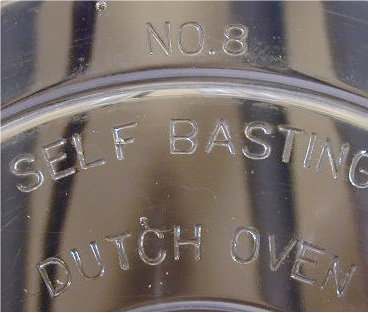 NO. 8
SELF BASTING
DUTCH OVEN